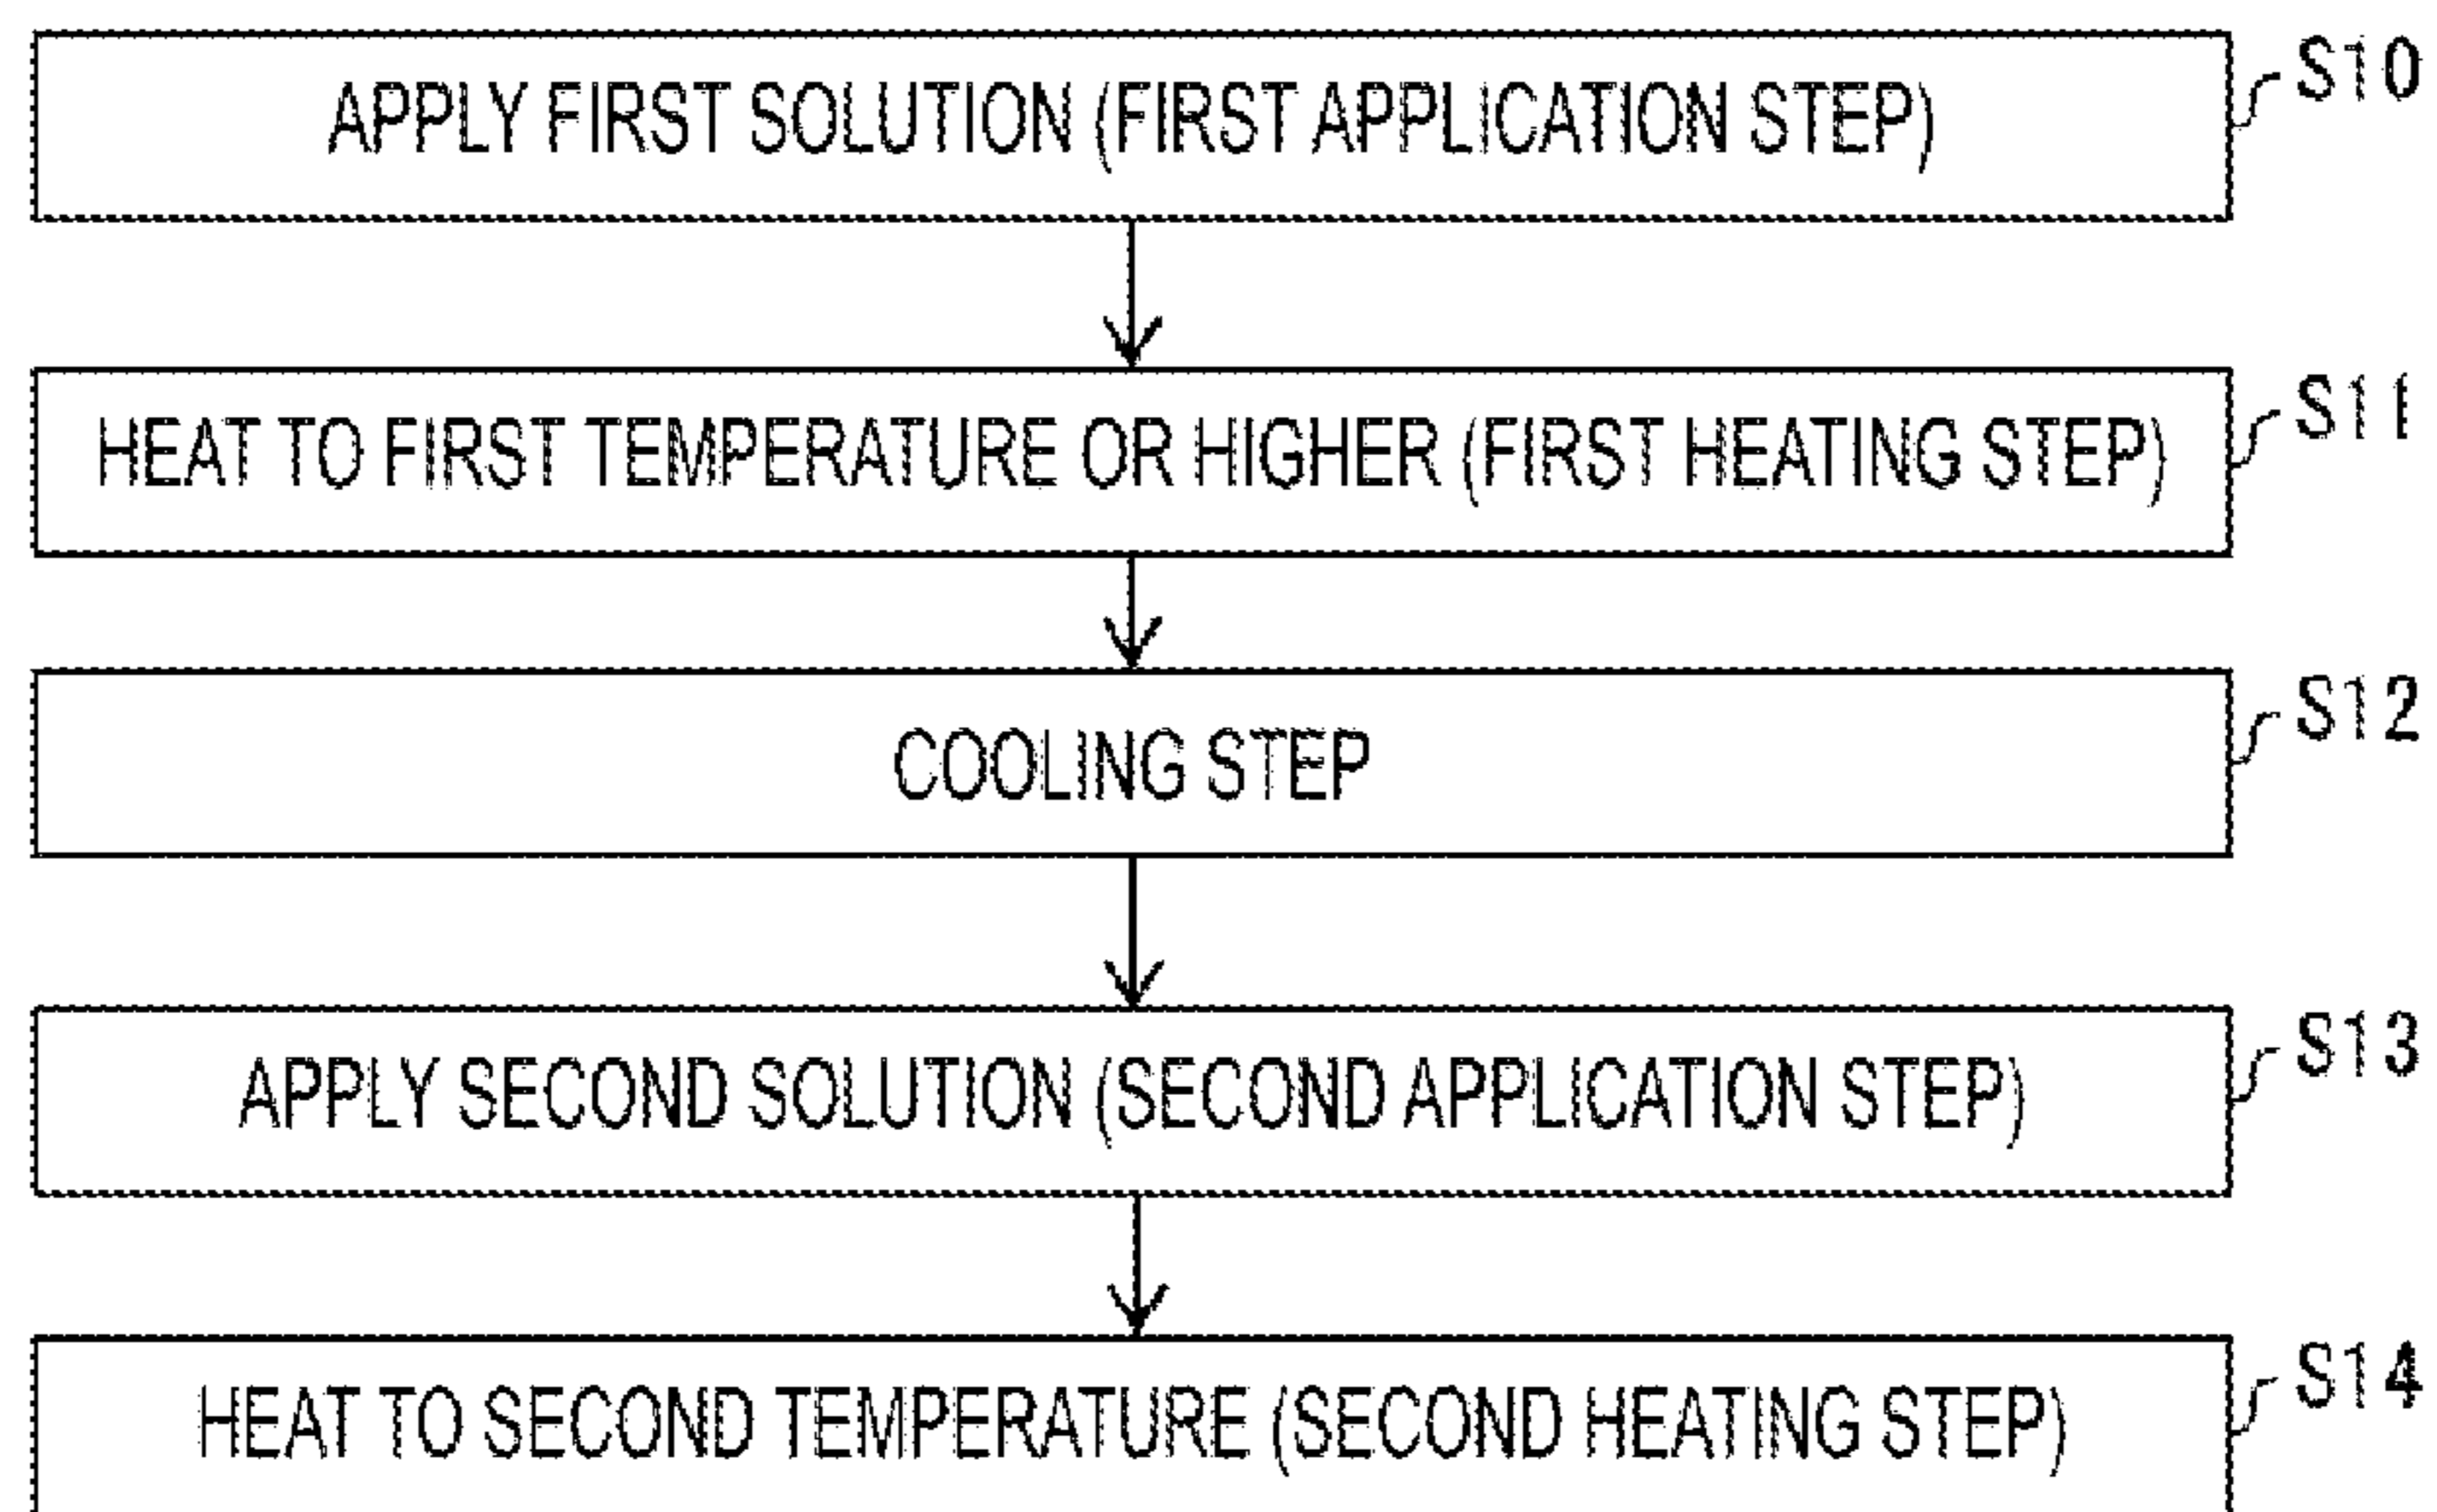 APPLY FIRST SOLUTION (FIRST APPLICATION STEP) S10
HEAT TO FIRST TEMPERATURE OR HIGHER (FIRST HEATING STEP) S11
COOLING STEP S12
APPLY SECOND SOLUTION (SECOND APPLICATION STEP) S13
HEAT TO SECOND TEMPERATURE (SECOND HEATING STEP) S14